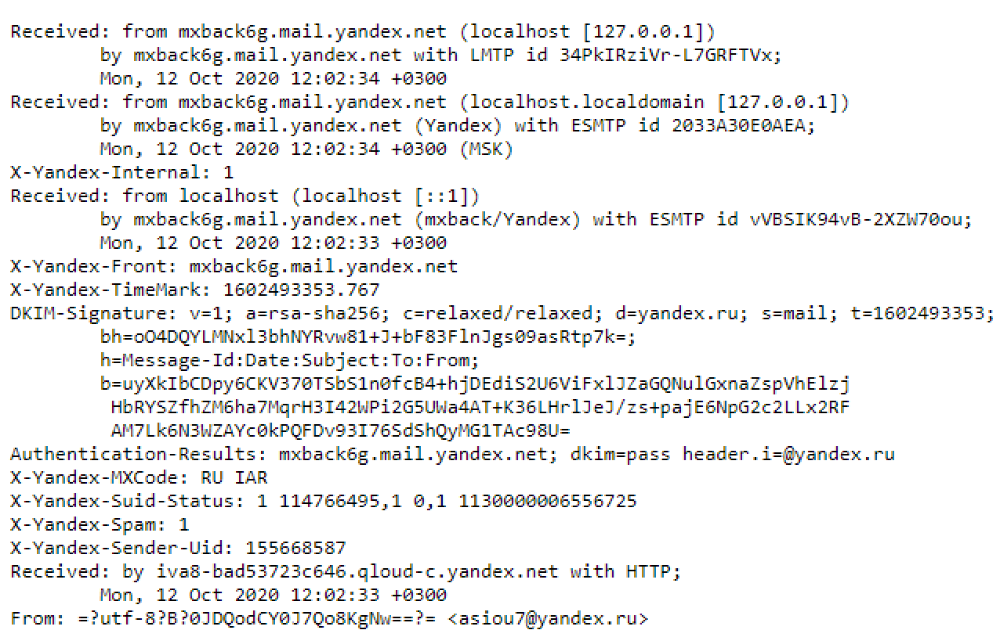 Received: from mxback6g.mail.yandex.net (localhost [127.0.0.1])
by mxback6g.mail.yandex.net with LMTP id 34PkIRziVr-L7GRFTVx;
Mon, 12 Oct 2020 12:02:34 +0300
Received: from mxback6g.mail.yandex.net (localhost.localdomain [127.0.0.1])
by mxback6g.mail.yandex.net (Yandex) with ESMTP id 2033A30E0AEA;
Mon, 12 Oct 2020 12:02:34 +0300 (MSK)
X-Yandex-Internal: 1
Received: from localhost (localhost [::1])
by mxback6g.mail.yandex.net (mxback/Yandex) with ESMTP id vVBSIK94vB-2XZW70ou;
Mon, 12 Oct 2020 12:02:33 +0300
X-Yandex-Front: mxback6g.mail.yandex.net
X-Yandex-TimeMark: 1602493353.767
DKIM-Signature: v=1; a=rsa-sha256; c=relaxed/relaxed; d=yandex.ru; s=mail; t=1602493353;
bh=oO4DQYLMNxl3bhNYRvw81+J+bF83FlnJgs09asRtp7k=;
h=Message-Id:Date:Subject:To:From;
b=uyXkIbCDpy6CKV370TSbS1n0fcB4+hjDEdiS2U6ViFxlJZaGQNulGxnaZspVhElzj
HbRYSZfhZM6ha7MqrH3I42WPi2G5UWa4AT+K36LHrlJeJ/zs+pajE6NpG2c2LLx2RF
AM7Lk6N3WZAYc0kPQFDv93I76SdShQyMG1TAc98U=
Authentication-Results: mxback6g.mail.yandex.net; dkim=pass header.i=@yandex.ru
X-Yandex-MXCode: RU IAR
X-Yandex-Suid-Status: 1 114766495,1 0,1 1130000006556725
X-Yandex-Spam: 1
X-Yandex-Sender-Uid: 155668587
Received: by iva8-bad53723c646.qloud-c.yandex.net with HTTP;
Mon, 12 Oct 2020 12:02:33 +0300
From: =?utf-8?B?0JDQodCY0J7Qo8KgNw==?= <asiou7@yandex.ru>